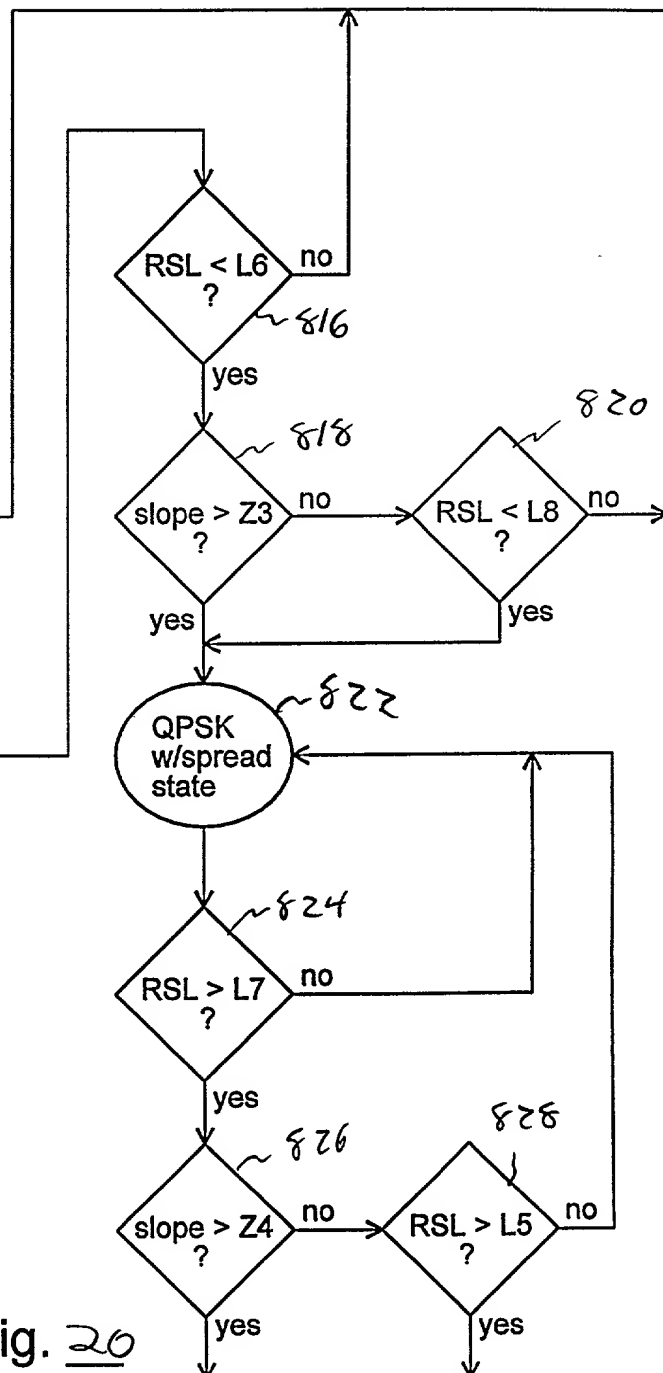 RSL < L6
?
no
816
yes
818
slope > Z3
?
no
820
RSL < L8
?
no
yes
yes
822
QPSK
w/spread
state
824
RSL > L7
?
no
yes
826
slope > Z4
?
no
828
RSL > L5
?
no
yes
yes
ig. 20